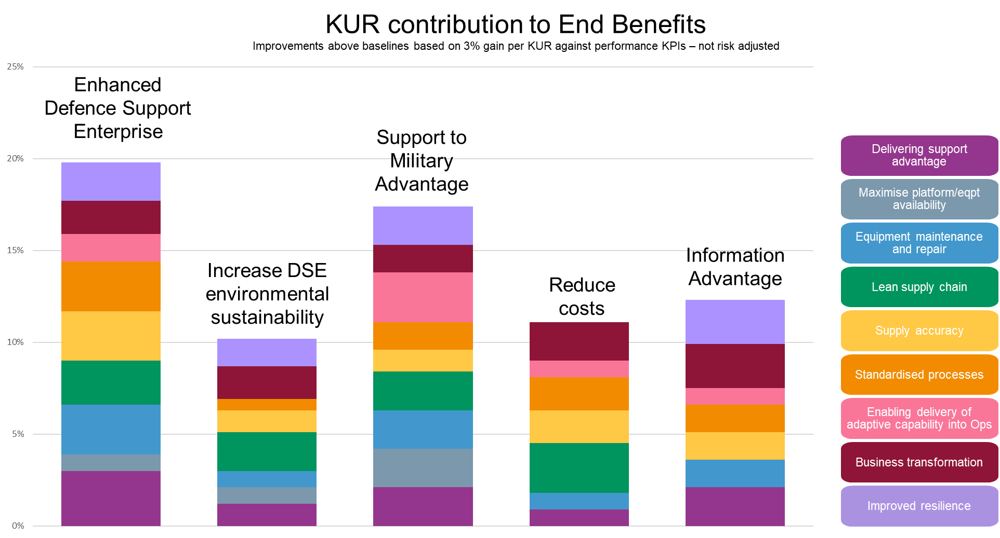 KUR contribution to End Benefits
Improvements above baselines based on 3% gain per KUR against performance KPIs – not risk adjusted
25%
20%
15%
10%
5%
0%
Enhanced
Defence Support
Enterprise
Increase DSE
environmental
sustainability
Support to
Military
Advantage
Reduce
costs
Information
Advantage
Delivering support
advantage
Maximise platform/eqpt
availability
Equipment maintenance
and repair
Lean supply chain
Supply accuracy
Standardised processes
Enabling delivery of
adaptive capability into Ops
Business transformation
Improved resilience